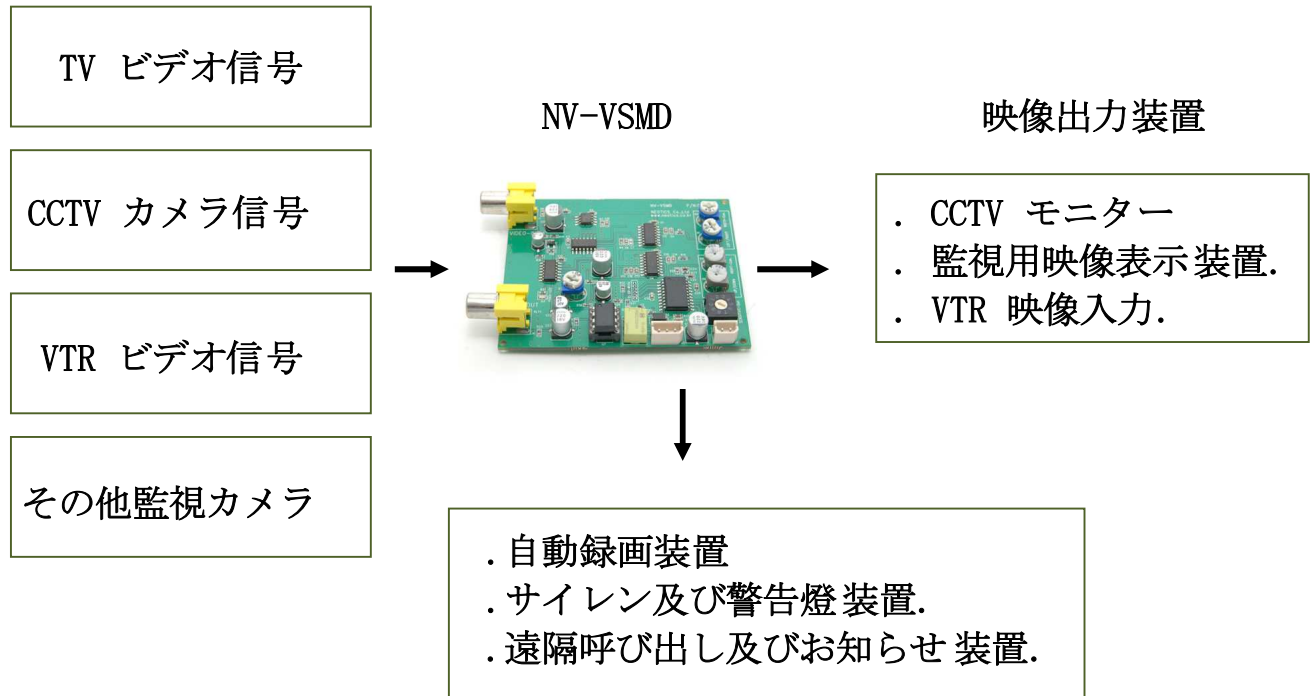 TV ビデオ信号
CCTV カメラ信号
VTR ビデオ信号
その他監視カメラ
NV-VSMD
映像出力装置
. CCTV モニター
. 監視用映像表示装置.
. VTR 映像入力.
. 自動録画装置
. サイレン及び警告燈装置.
. 遠隔呼び出し及びお知らせ装置.